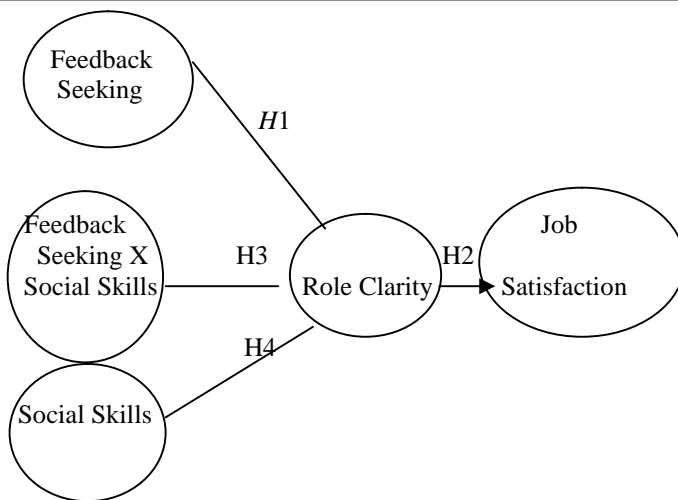 Feedback
Seeking
H1
Feedback
Seeking X
Social Skills
H3
Role Clarity
H2
Job
Satisfaction
H4
Social Skills